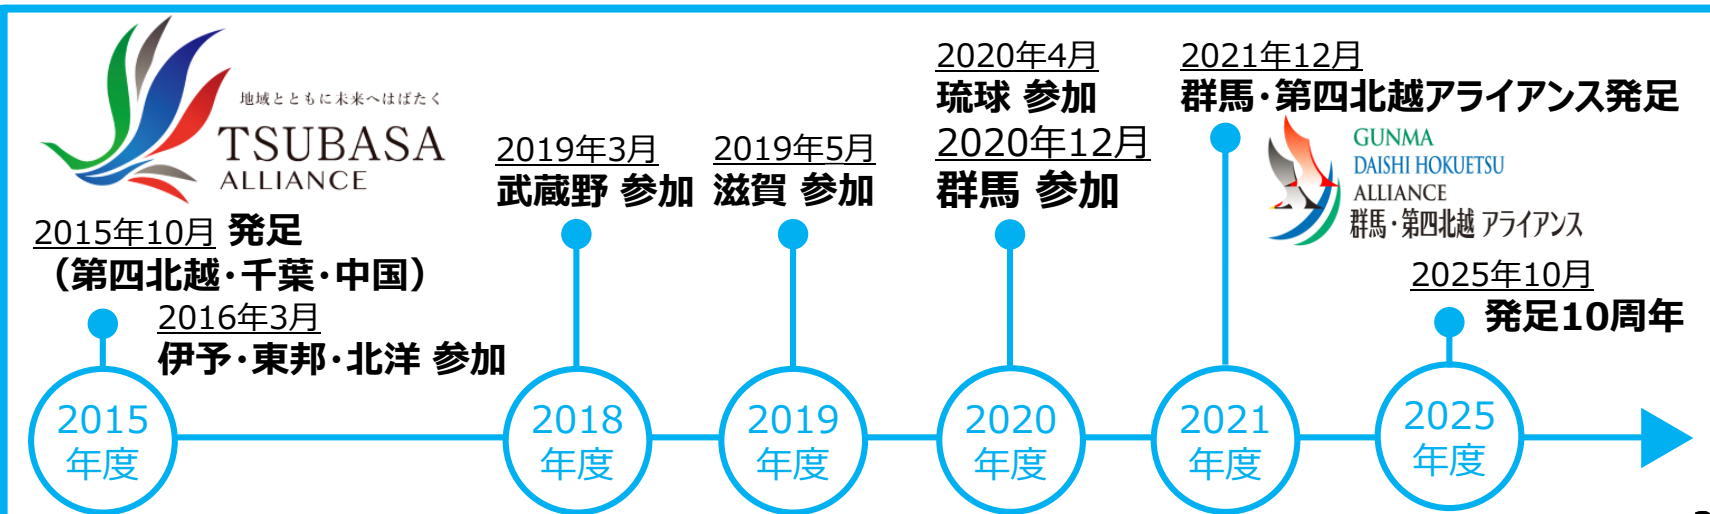 地域とともに未来へはばたく
TSUBASA
ALLIANCE
2015年10月 発足
（第四北越･千葉･中国）
2016年3月
伊予･東邦･北洋 参加
2019年3月
武蔵野 参加
2019年5月
滋賀 参加
2020年4月
琉球 参加
2020年12月
群馬 参加
2021年12月
群馬･第四北越アライアンス発足
GUNMA
DAISHI HOKUETSU
ALLIANCE
群馬･第四北越 アライアンス
2025年10月
発足10周年
2015
年度
2018
年度
2019
年度
2020
年度
2021
年度
2025
年度